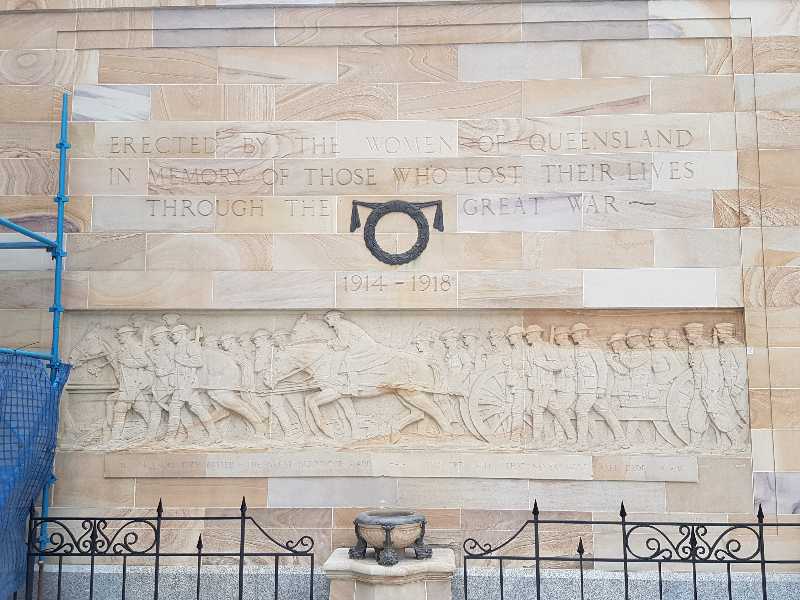 ERECTED BY THE WOMEN OF QUEENSLAND
IN MEMORY OF THOSE WHO LOST THEIR LIVES
THROUGH THE GREAT WAR ~
1914 - 1918